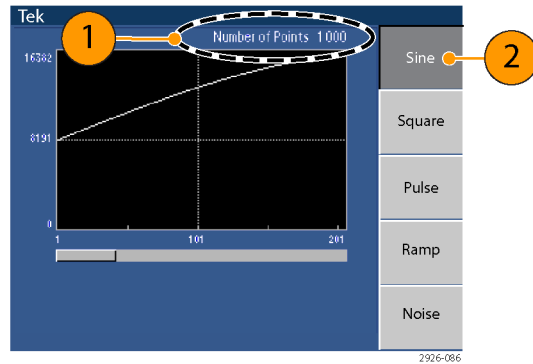 Tek
1
Number of Points 1000
16382
8191
0
1 101 201
Sine
2
Square
Pulse
Ramp
Noise
2926-086